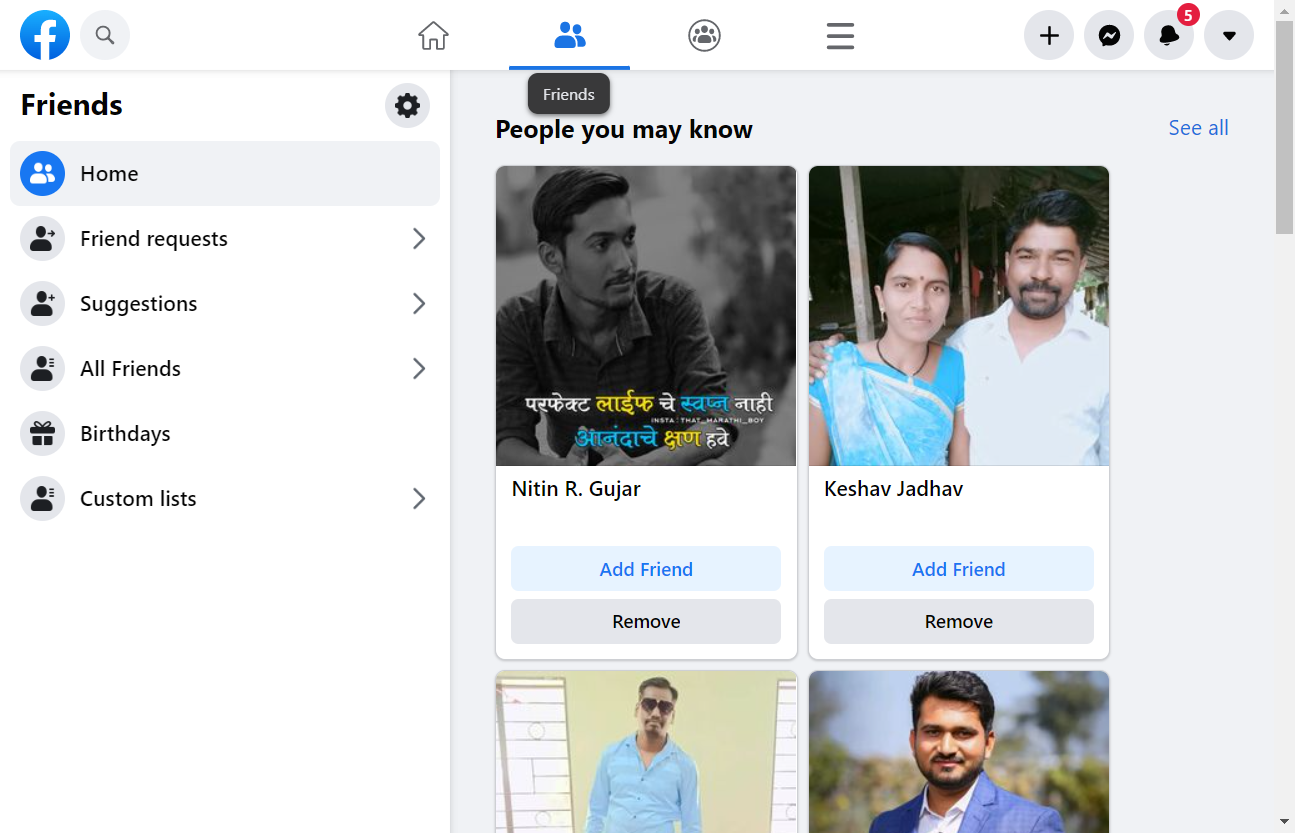 5
Friends
Friends
Home
Friend requests
Suggestions
All Friends
Birthdays
Custom lists
People you may know
See all
परफेक्ट लाईफ चे स्वप्न नाही
INSTA : THAT_MARATHI_BOY
आनंदाचे क्षण हवे
Nitin R. Gujar
Add Friend
Remove
Keshav Jadhav
Add Friend
Remove